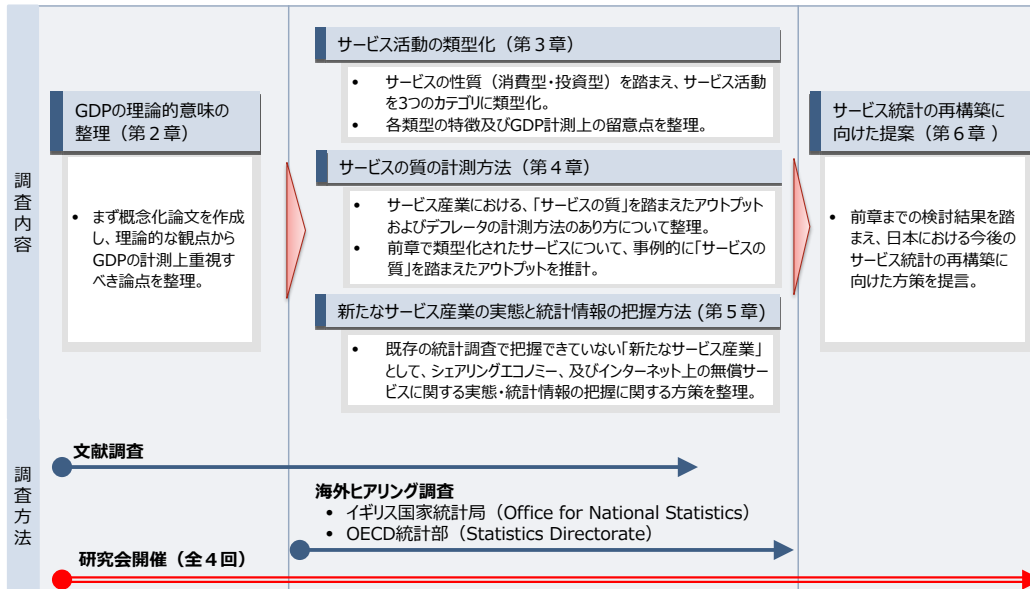 調査内容
GDPの理論的意味の
整理（第２章）
• まず概念化論文を作成
し、理論的な観点から
GDPの計測上重視す
べき論点を整理。
サービス活動の類型化（第３章）
• サービスの性質（消費型・投資型）を踏まえ、サービス活動
を3つのカテゴリに類型化。
• 各類型の特徴及びGDP計測上の留意点を整理。
サービスの質の計測方法（第４章）
• サービス産業における、「サービスの質」を踏まえたアウトプット
およびデフレータの計測方法のあり方について整理。
• 前章で類型化されたサービスについて、事例的に「サービスの
質」を踏まえたアウトプットを推計。
新たなサービス産業の実態と統計情報の把握方法 (第５章)
• 既存の統計調査で把握できていない「新たなサービス産業」
として、シェアリングエコノミー、及びインターネット上の無償サー
ビスに関する実態・統計情報の把握に関する方策を整理。
サービス統計の再構築に
向けた提案（第６章 ）
• 前章までの検討結果を踏
まえ、日本における今後の
サービス統計の再構築に
向けた方策を提言。
調査方法
文献調査
海外ヒアリング調査
• イギリス国家統計局（Office for National Statistics）
• OECD統計部（Statistics Directorate）
研究会開催（全４回）